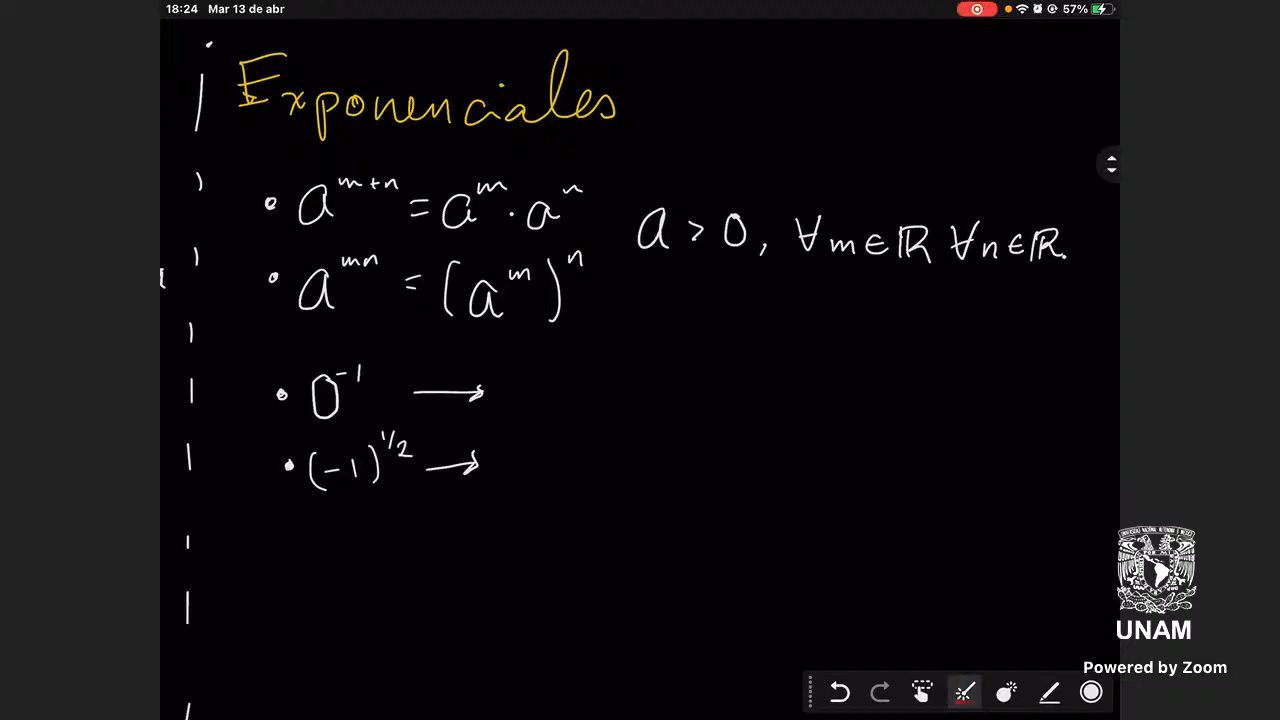 18:24 Mar 13 de abr 57%
Exponenciales
• a^{m+n} = a^m · a^n
a > 0, ∀m∈ℝ ∀n∈ℝ.
• a^{mn} = (a^m)^n
• 0^{-1} →
• (-1)^{1/2} →
UNAM
Powered by Zoom